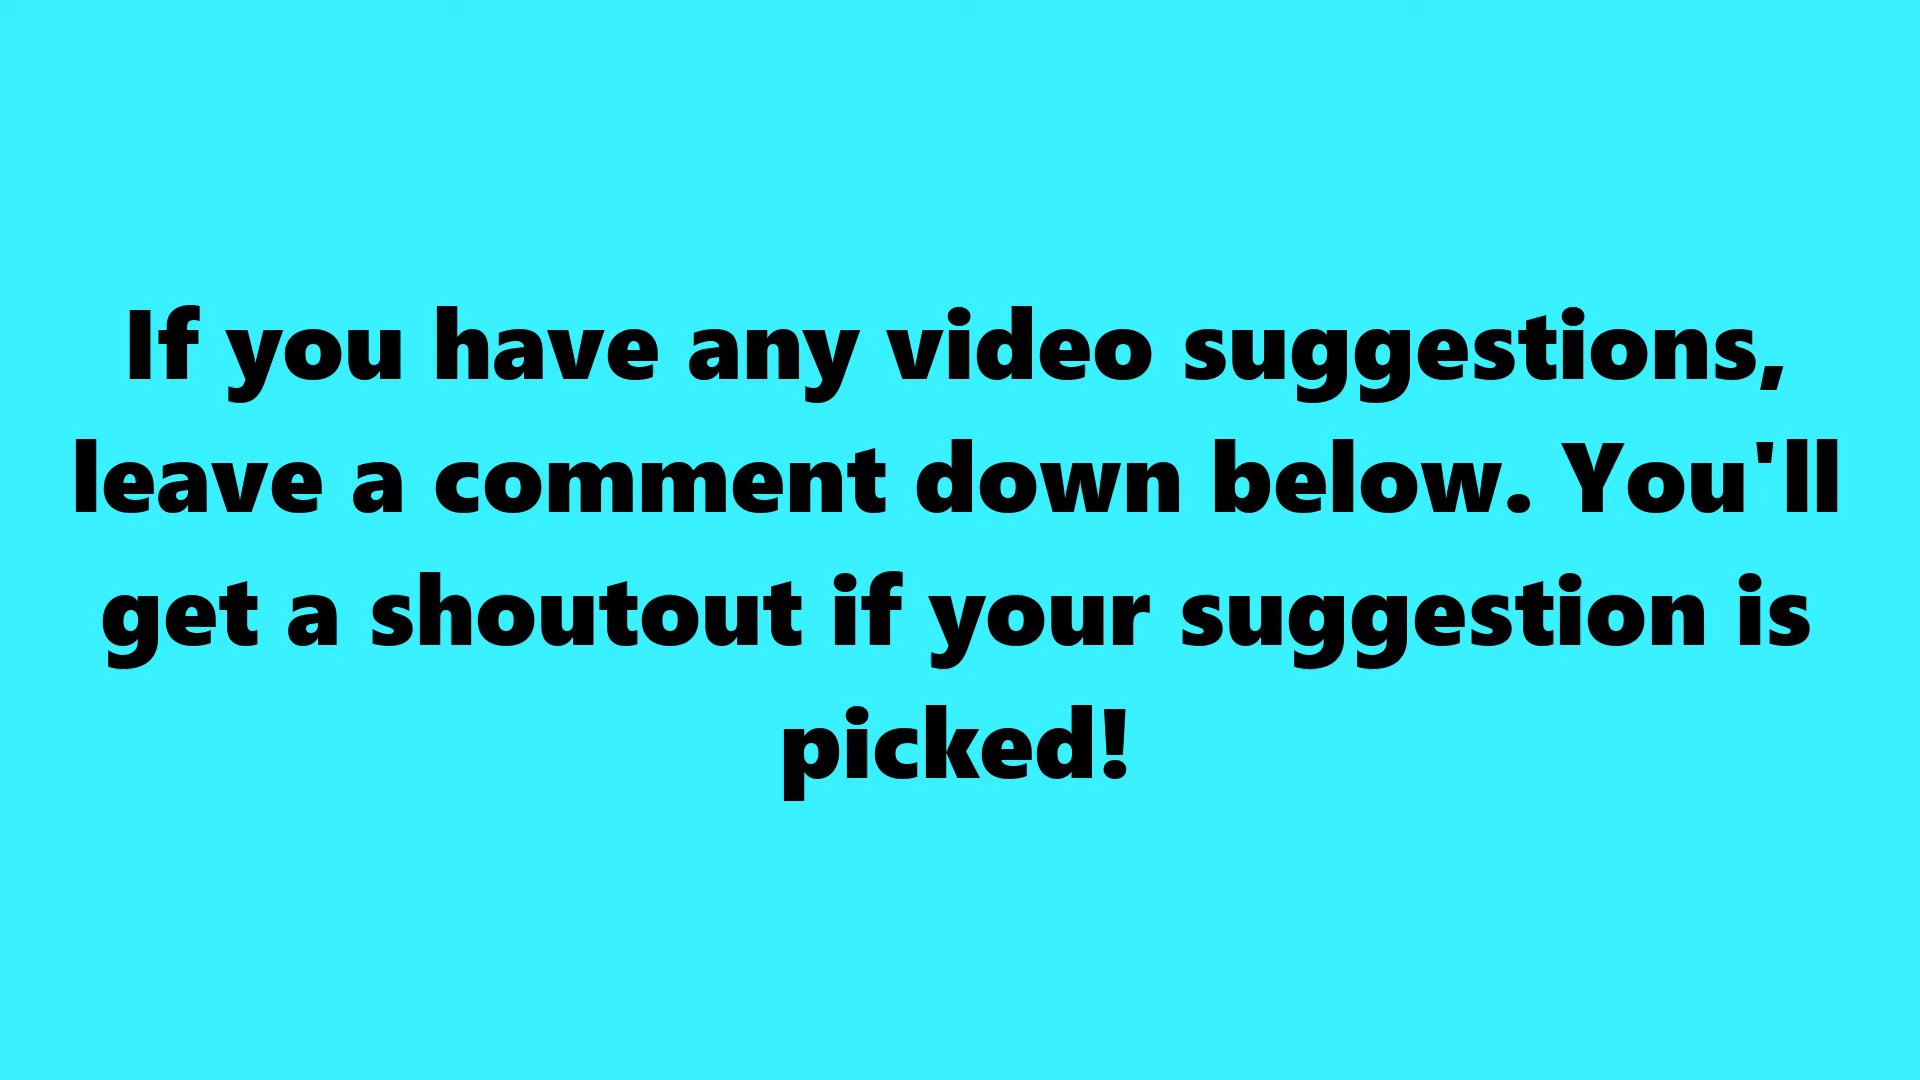 If you have any video suggestions,
leave a comment down below. You'll
get a shoutout if your suggestion is
picked!